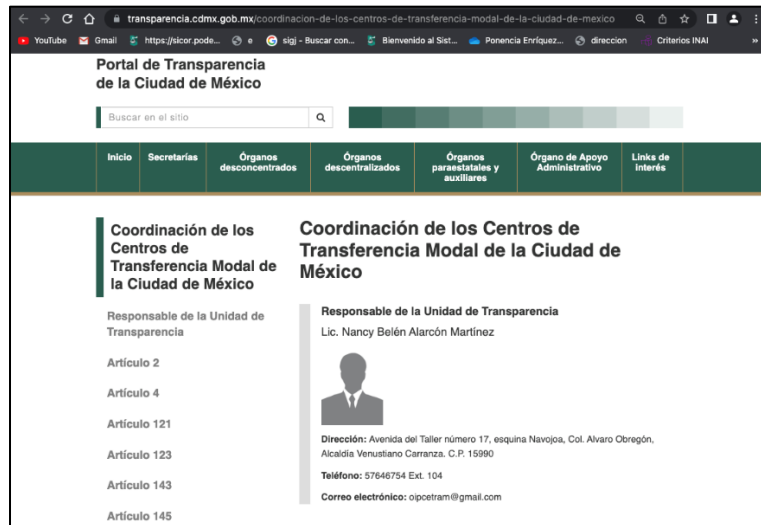 transparencia.cdmx.gob.mx/coordinacion-de-los-centros-de-transferencia-modal-de-la-ciudad-de-mexico
YouTube Gmail https://sicor.pode... e sigj - Buscar con... Bienvenido al Sist... Ponencia Enríquez... direccion Criterios INAI »
Portal de Transparencia
de la Ciudad de México
Buscar en el sitio
Inicio Secretarías Órganos desconcentrados Órganos descentralizados Órganos paraestatales y auxiliares Órgano de Apoyo Administrativo Links de interés
Coordinación de los
Centros de
Transferencia Modal de
la Ciudad de México
Responsable de la Unidad de
Transparencia
Artículo 2
Artículo 4
Artículo 121
Artículo 123
Artículo 143
Artículo 145
Coordinación de los Centros de
Transferencia Modal de la Ciudad de
México
Responsable de la Unidad de Transparencia
Lic. Nancy Belén Alarcón Martínez
Dirección: Avenida del Taller número 17, esquina Navojoa, Col. Alvaro Obregón,
Alcaldía Venustiano Carranza. C.P. 15990
Teléfono: 57646754 Ext. 104
Correo electrónico: oipcetram@gmail.com